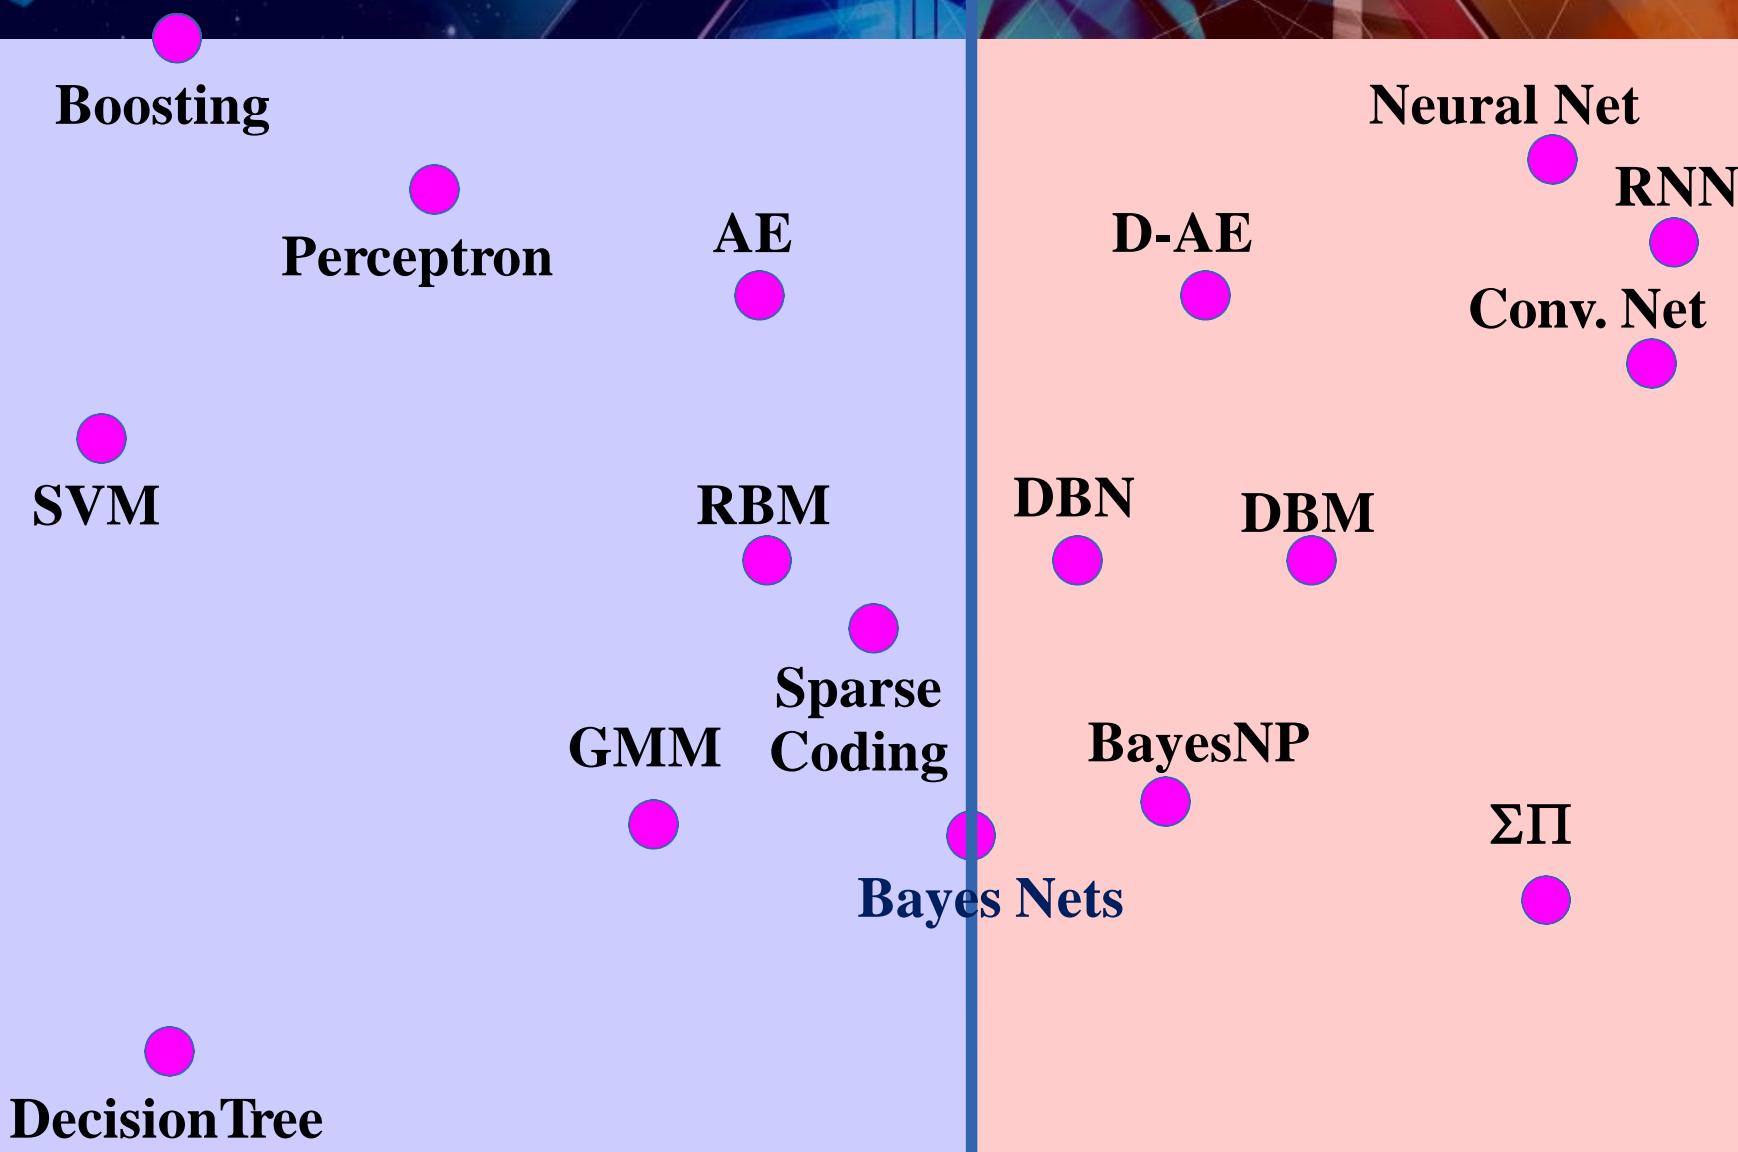 Boosting
Neural Net
RNN
Perceptron
AE
D-AE
Conv. Net
SVM
RBM
DBN
DBM
Sparse
Coding
GMM
BayesNP
ΣΠ
Bayes Nets
DecisionTree